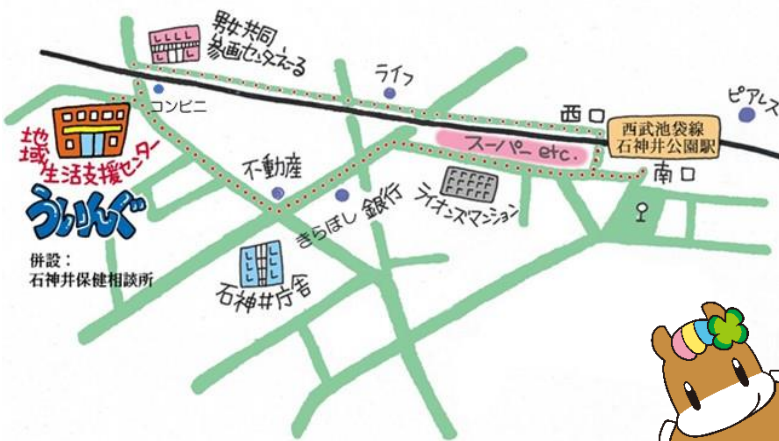 男女共同
参画センターえーる
ライフ
コンビニ
西口
ピアレス
西武池袋線
石神井公園駅
スーパー etc.
南口
地域
生活支援センター
ういんぐ
不動産
きらぼし 銀行
ライオンズマンション
併設：
石神井保健相談所
石神井庁舎